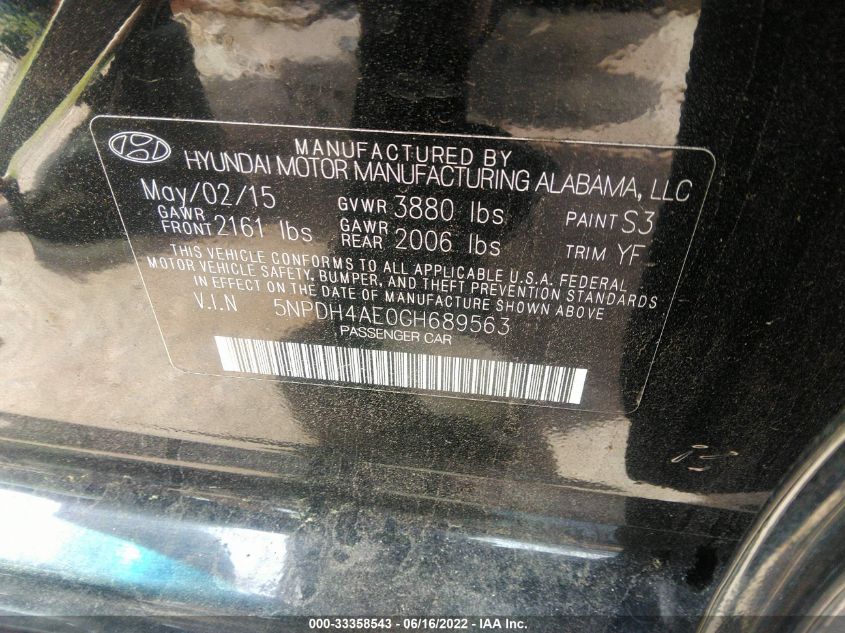 MANUFACTURED BY
HYUNDAI MOTOR MANUFACTURING ALABAMA, LLC
May/02/15 GVWR 3880 lbs PAINT S3
GAWR FRONT 2161 lbs GAWR REAR 2006 lbs TRIM YF
THIS VEHICLE CONFORMS TO ALL APPLICABLE U.S.A. FEDERAL
MOTOR VEHICLE SAFETY, BUMPER, AND THEFT PREVENTION STANDARDS
IN EFFECT ON THE DATE OF MANUFACTURE SHOWN ABOVE.
V.I.N 5NPDH4AE0GH689563
PASSENGER CAR
000-33358543 - 06/16/2022 - IAA Inc.